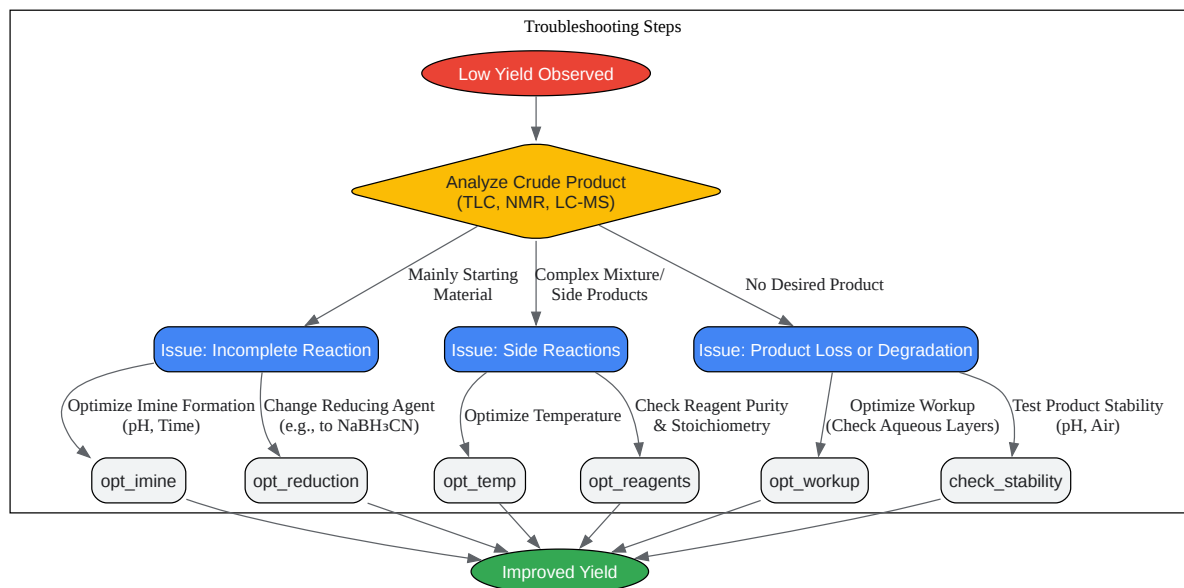 Troubleshooting Steps
Low Yield Observed
Analyze Crude Product
(TLC, NMR, LC-MS)
Mainly Starting
Material
Complex Mixture/
Side Products
No Desired Product
Issue: Incomplete Reaction
Issue: Side Reactions
Issue: Product Loss or Degradation
Optimize Imine Formation
(pH, Time)
Change Reducing Agent
(e.g., to NaBH₃CN)
Optimize Temperature
Check Reagent Purity
& Stoichiometry
Optimize Workup
(Check Aqueous Layers)
Test Product Stability
(pH, Air)
opt_imine
opt_reduction
opt_temp
opt_reagents
opt_workup
check_stability
Improved Yield